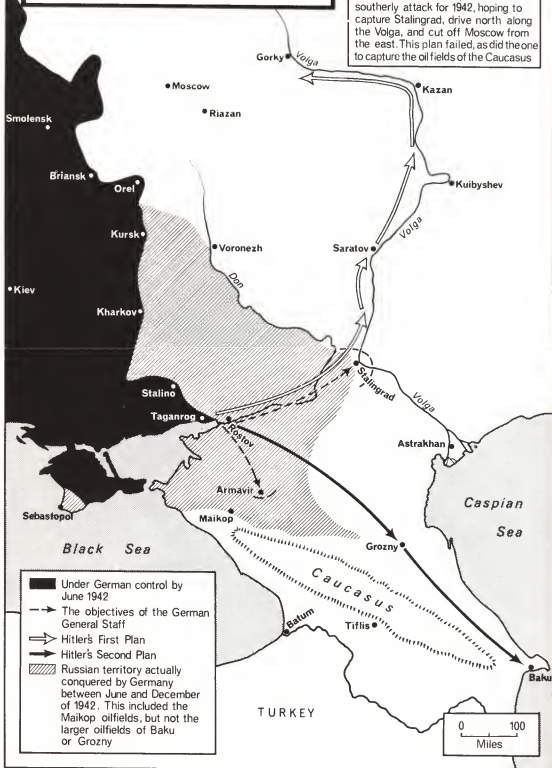 southerly attack for 1942, hoping to
capture Stalingrad, drive north along
the Volga, and cut off Moscow from
the east. This plan failed, as did the one
to capture the oil fields of the Caucasus
Gorky
Volga
Moscow
Kazan
Riazan
Smolensk
Briansk
Orel
Kuibyshev
Kursk
Voronezh
Saratov
Volga
Don
Kiev
Kharkov
Stalino
Stalingrad
Taganrog
Rostov
Volga
Astrakhan
Armavir
Sebastopol
Maikop
Caspian
Sea
Black Sea
Grozny
Caucasus
Tiflis
Batum
Baku
TURKEY
Under German control by
June 1942
The objectives of the German
General Staff
Hitler's First Plan
Hitler's Second Plan
Russian territory actually
conquered by Germany
between June and December
of 1942. This included the
Maikop oilfields, but not the
larger oilfields of Baku
or Grozny
0 100
Miles